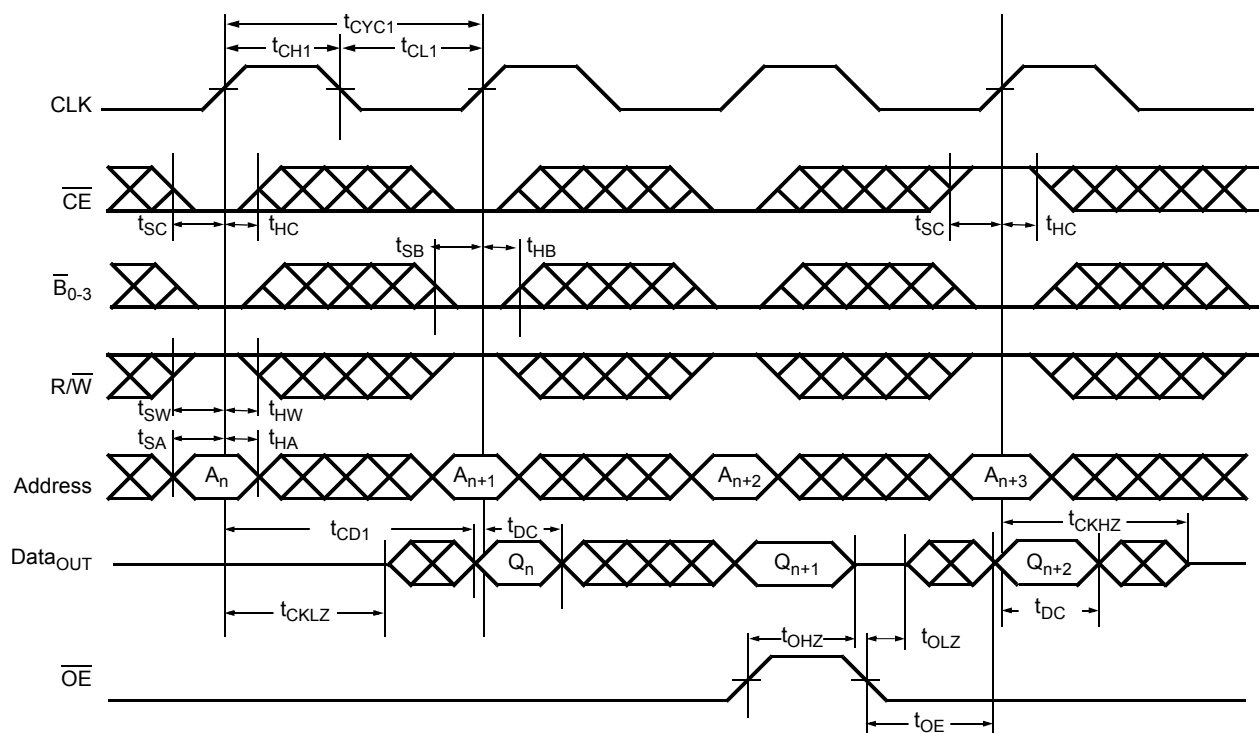 tCYC1
tCH1 tCL1
CLK
CE
tSC tHC tSC tHC
tSB tHB
B0-3
R/W
tSW tHW
tSA tHA
Address An An+1 An+2 An+3
tCD1 tDC tCKHZ
DataOUT Qn Qn+1 Qn+2
tCKLZ tDC
tOHZ tOLZ
OE
tOE